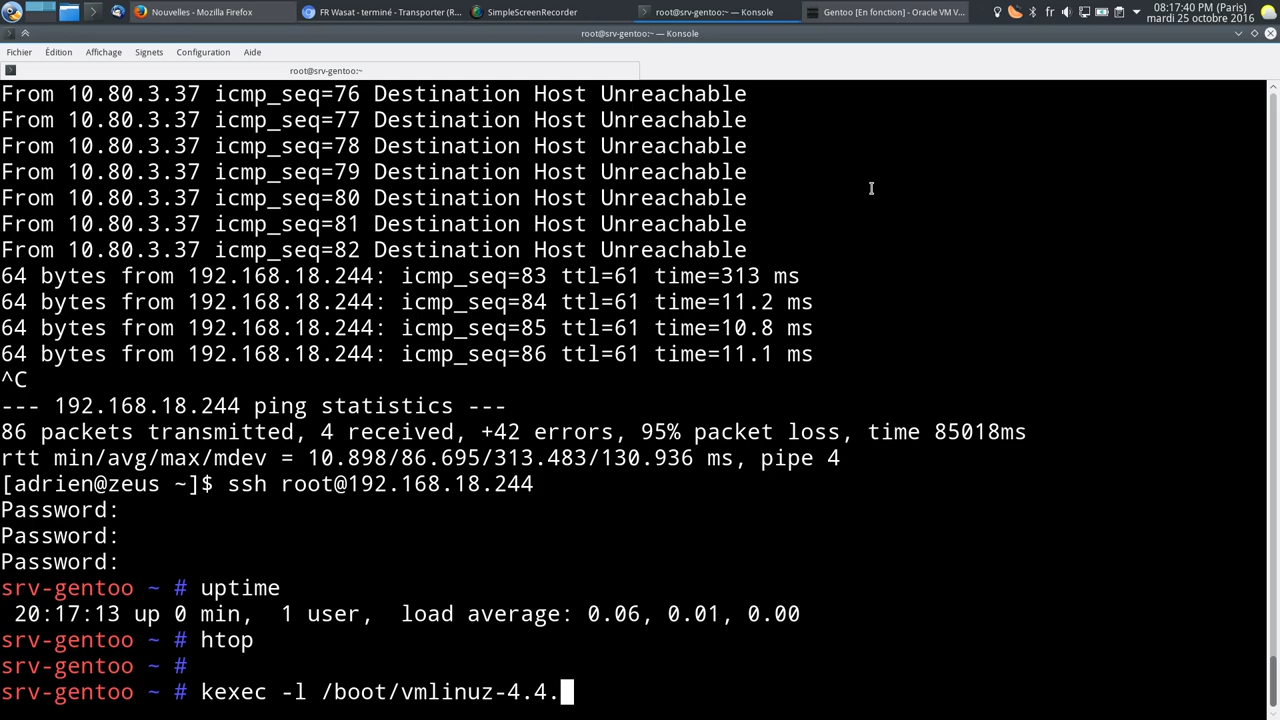 Nouvelles - Mozilla Firefox
FR Wasat - terminé - Transporter (R...
SimpleScreenRecorder
root@srv-gentoo:~ — Konsole
Gentoo [En fonction] - Oracle VM V...
fr
08:17:40 PM (Paris)
mardi 25 octobre 2016
root@srv-gentoo:~ — Konsole
Fichier Édition Affichage Signets Configuration Aide
root@srv-gentoo:~
From 10.80.3.37 icmp_seq=76 Destination Host Unreachable
From 10.80.3.37 icmp_seq=77 Destination Host Unreachable
From 10.80.3.37 icmp_seq=78 Destination Host Unreachable
From 10.80.3.37 icmp_seq=79 Destination Host Unreachable
From 10.80.3.37 icmp_seq=80 Destination Host Unreachable
From 10.80.3.37 icmp_seq=81 Destination Host Unreachable
From 10.80.3.37 icmp_seq=82 Destination Host Unreachable
64 bytes from 192.168.18.244: icmp_seq=83 ttl=61 time=313 ms
64 bytes from 192.168.18.244: icmp_seq=84 ttl=61 time=11.2 ms
64 bytes from 192.168.18.244: icmp_seq=85 ttl=61 time=10.8 ms
64 bytes from 192.168.18.244: icmp_seq=86 ttl=61 time=11.1 ms
^C
--- 192.168.18.244 ping statistics ---
86 packets transmitted, 4 received, +42 errors, 95% packet loss, time 85018ms
rtt min/avg/max/mdev = 10.898/86.695/313.483/130.936 ms, pipe 4
[adrien@zeus ~]$ ssh root@192.168.18.244
Password:
Password:
Password:
srv-gentoo ~ # uptime
20:17:13 up 0 min, 1 user, load average: 0.06, 0.01, 0.00
srv-gentoo ~ # htop
srv-gentoo ~ #
srv-gentoo ~ # kexec -l /boot/vmlinuz-4.4.